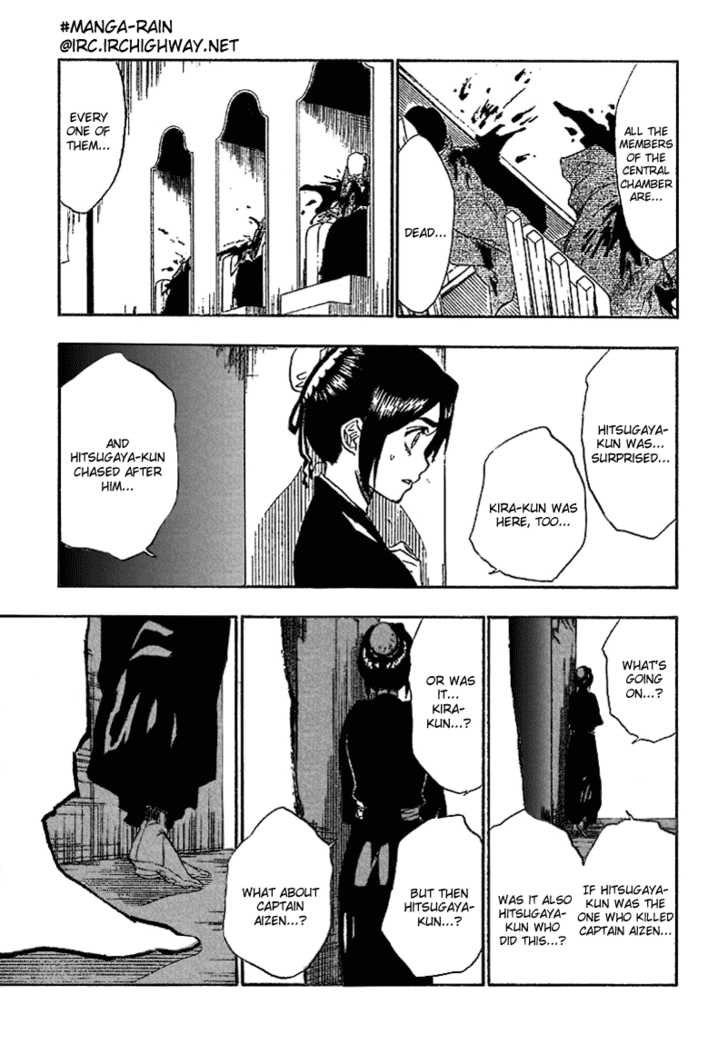 #MANGA-RAIN
@IRC.IRCHIGHWAY.NET
ALL THE
MEMBERS
OF THE
CENTRAL
CHAMBER
ARE...
DEAD...
EVERY
ONE OF
THEM...
HITSUGAYA-
KUN WAS...
SURPRISED...
KIRA-KUN WAS
HERE, TOO...
AND
HITSUGAYA-KUN
CHASED AFTER
HIM...
WHAT'S
GOING
ON...?
IF HITSUGAYA-
KUN WAS THE
ONE WHO KILLED
CAPTAIN AIZEN...
WAS IT ALSO
HITSUGAYA-
KUN WHO
DID THIS...?
OR WAS
IT...
KIRA-
KUN...?
BUT THEN
HITSUGAYA-
KUN...?
WHAT ABOUT
CAPTAIN
AIZEN...?